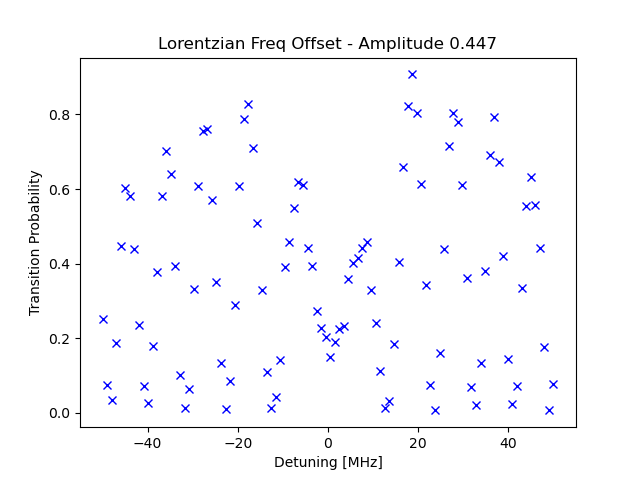 Lorentzian Freq Offset - Amplitude 0.447
Transition Probability
0.8
0.6
0.4
0.2
0.0
−40 −20 0 20 40
Detuning [MHz]